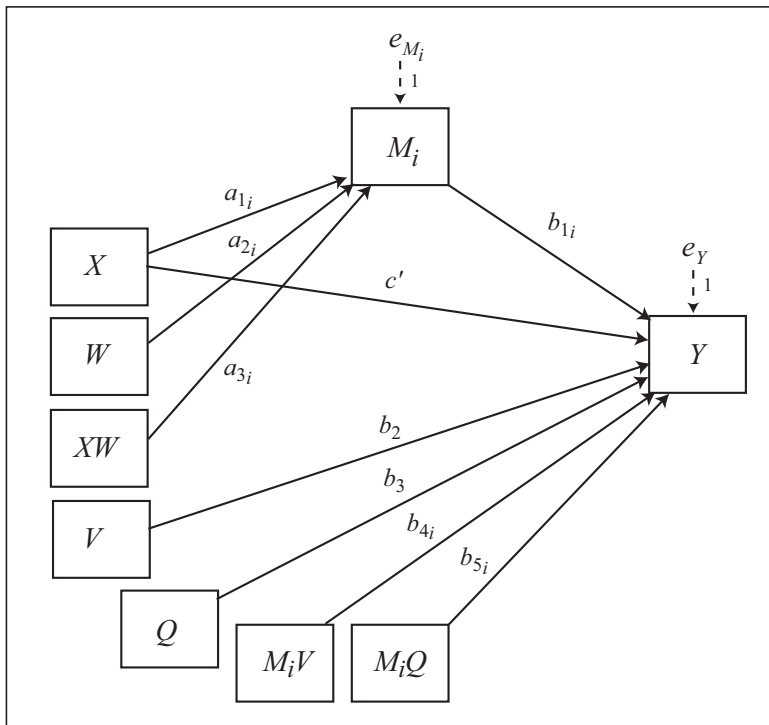 e_{M_i}
1
M_i
a_{1_i}
X
a_{2_i}
b_{1_i}
e_Y
1
c'
W
Y
a_{3_i}
XW
b_2
V
b_3
b_{4_i}
b_{5_i}
Q
M_iV
M_iQ